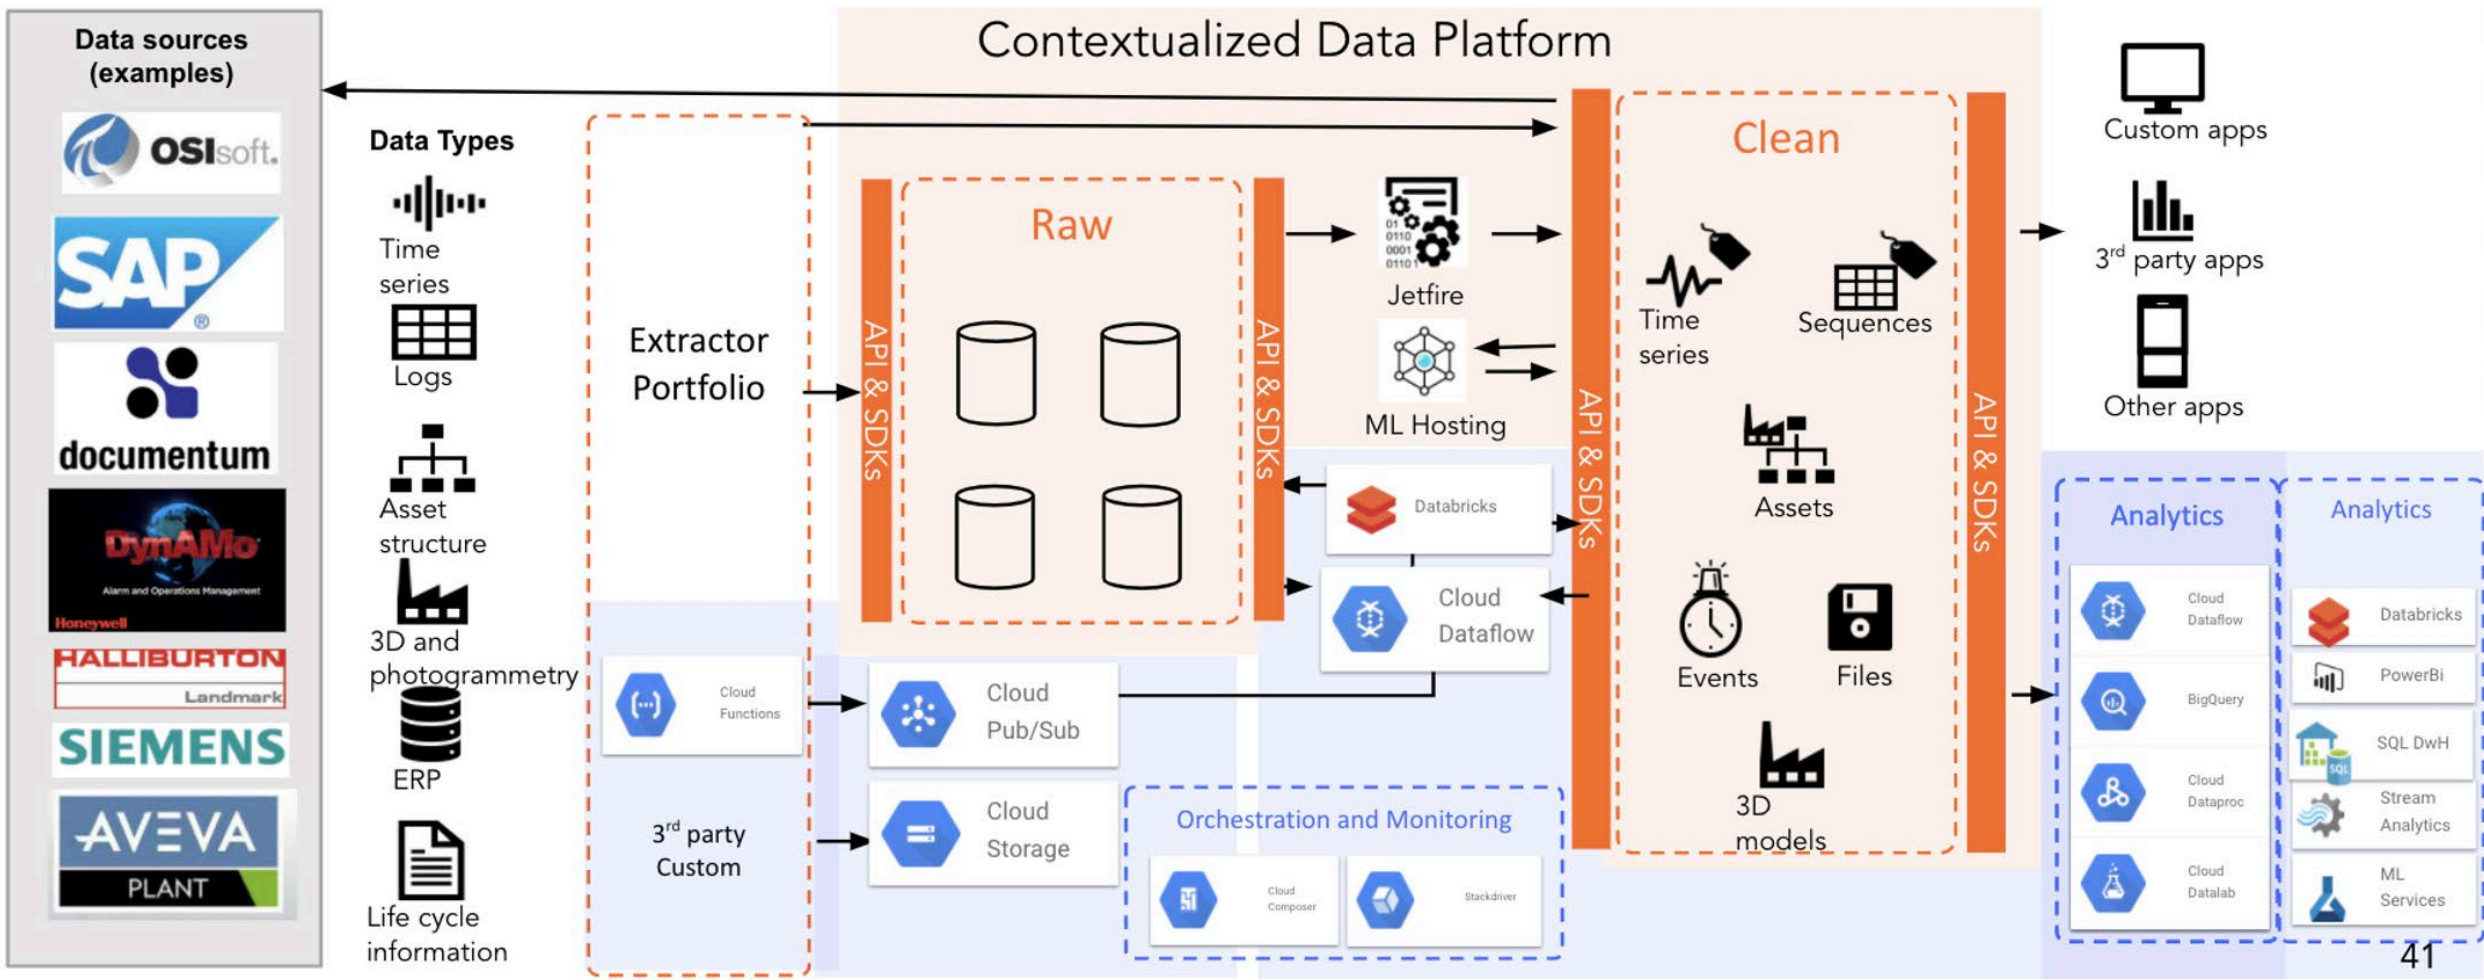 Contextualized Data Platform
Data sources
(examples)
OSIsoft.
SAP
®
documentum
DynAMo
Alarm and Operations Management
Honeywell
HALLIBURTON
Landmark
SIEMENS
AVEVA
PLANT
Data Types
Time
series
Logs
Asset
structure
3D and
photogrammetry
ERP
Life cycle
information
Extractor
Portfolio
Cloud
Functions
3rd party
Custom
API & SDKs
Raw
API & SDKs
Cloud
Pub/Sub
Cloud
Storage
Jetfire
01
0110
0001
01101
ML Hosting
Databricks
Cloud
Dataflow
Orchestration and Monitoring
Cloud
Composer
Stackdriver
API & SDKs
Clean
Time
series
Sequences
Assets
Events
Files
3D
models
API & SDKs
Custom apps
3rd party apps
Other apps
Analytics
Cloud
Dataflow
BigQuery
Cloud
Dataproc
Cloud
Datalab
Analytics
Databricks
PowerBi
SQL DwH
SQL
Stream
Analytics
ML
Services
41